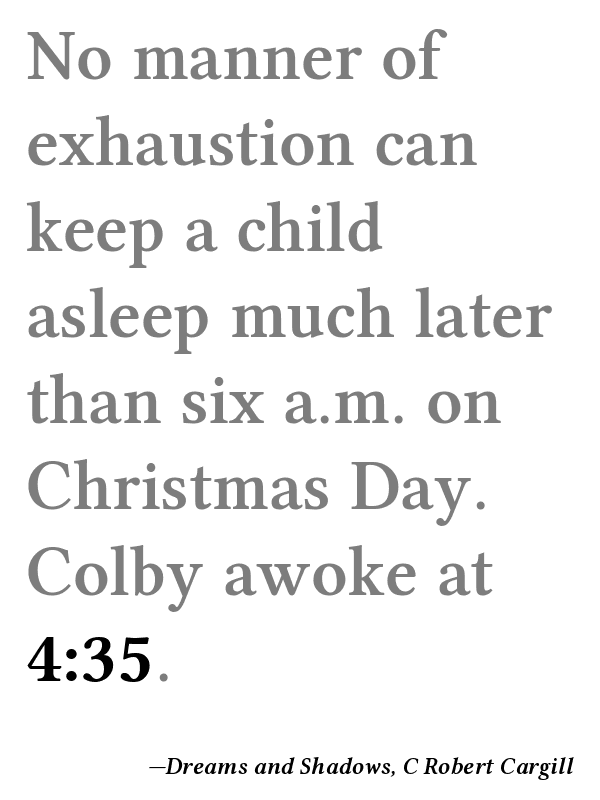 No manner of
exhaustion can
keep a child
asleep much later
than six a.m. on
Christmas Day.
Colby awoke at
4:35.
—Dreams and Shadows, C Robert Cargill